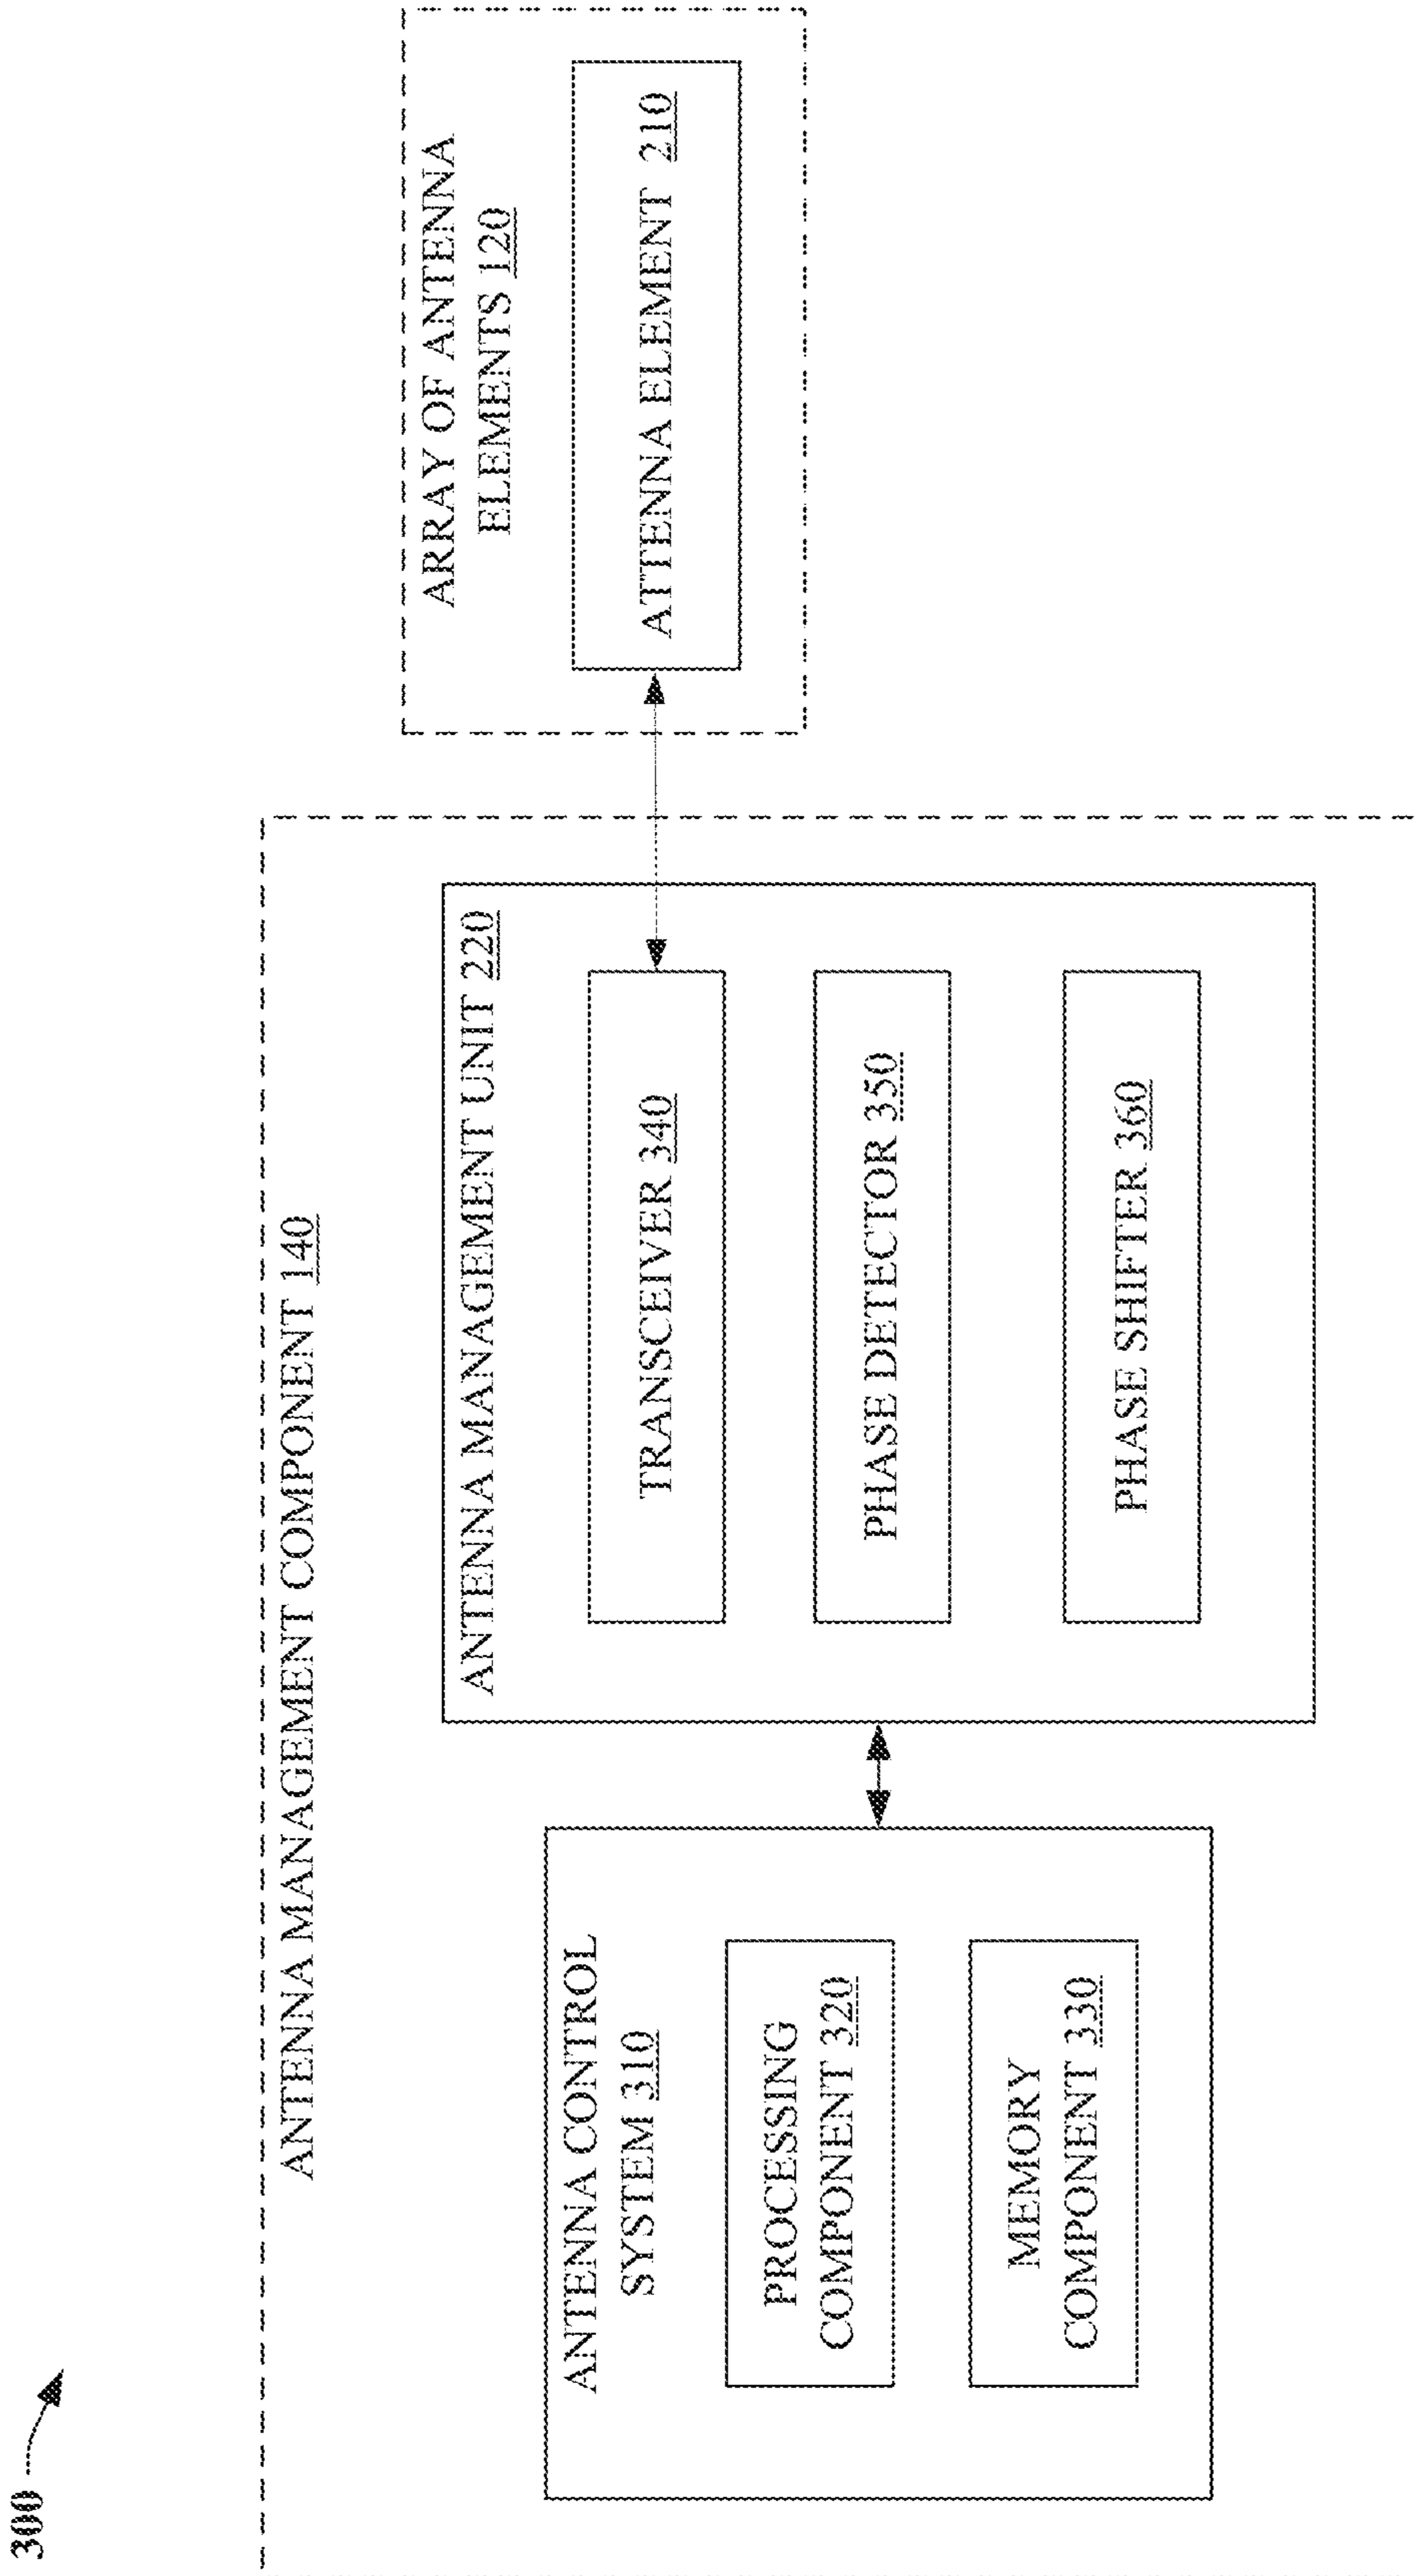 300
ANTENNA MANAGEMENT COMPONENT 140
ANTENNA CONTROL
SYSTEM 310
PROCESSING
COMPONENT 320
MEMORY
COMPONENT 330
ANTENNA MANAGEMENT UNIT 220
TRANSCEIVER 340
PHASE DETECTOR 350
PHASE SHIFTER 360
ARRAY OF ANTENNA
ELEMENTS 120
ATTENNA ELEMENT 210